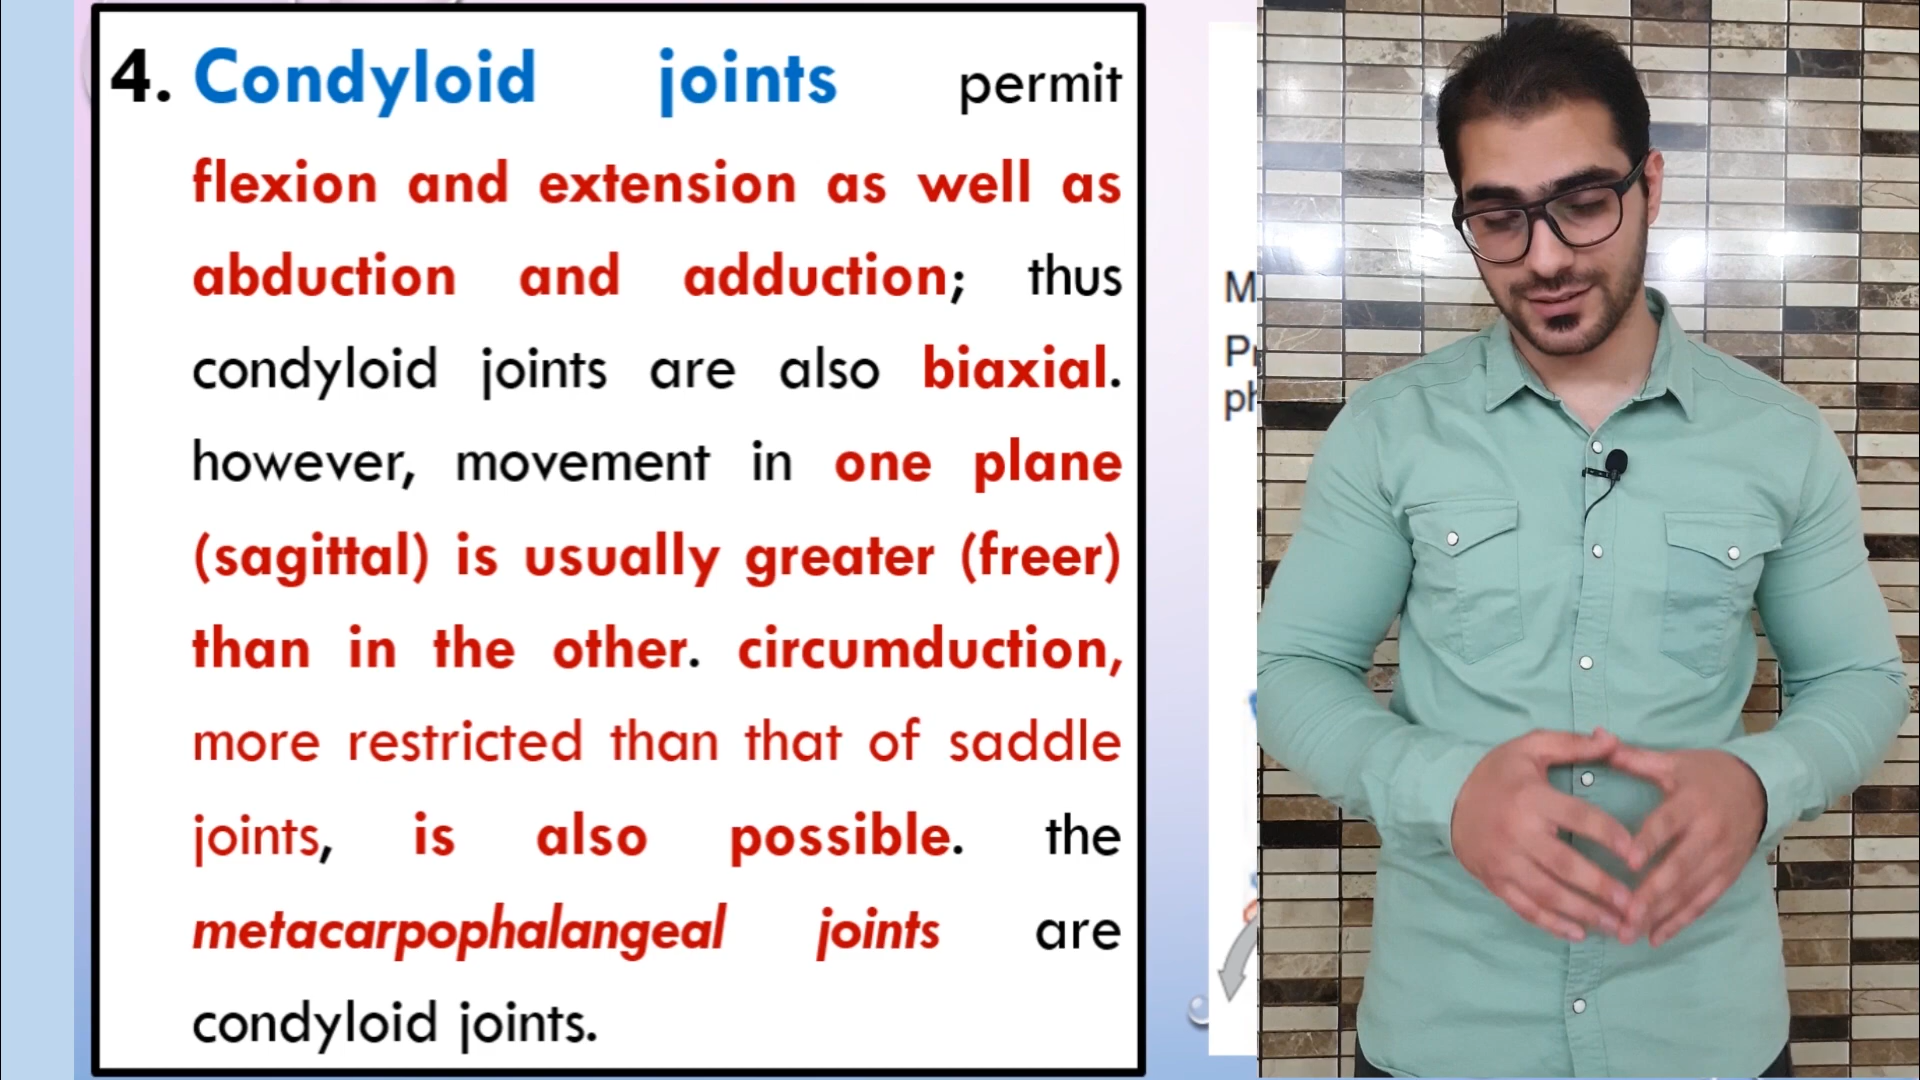 4. Condyloid joints permit
flexion and extension as well as
abduction and adduction; thus
condyloid joints are also biaxial.
however, movement in one plane
(sagittal) is usually greater (freer)
than in the other. circumduction,
more restricted than that of saddle
joints, is also possible. the
metacarpophalangeal joints are
condyloid joints.